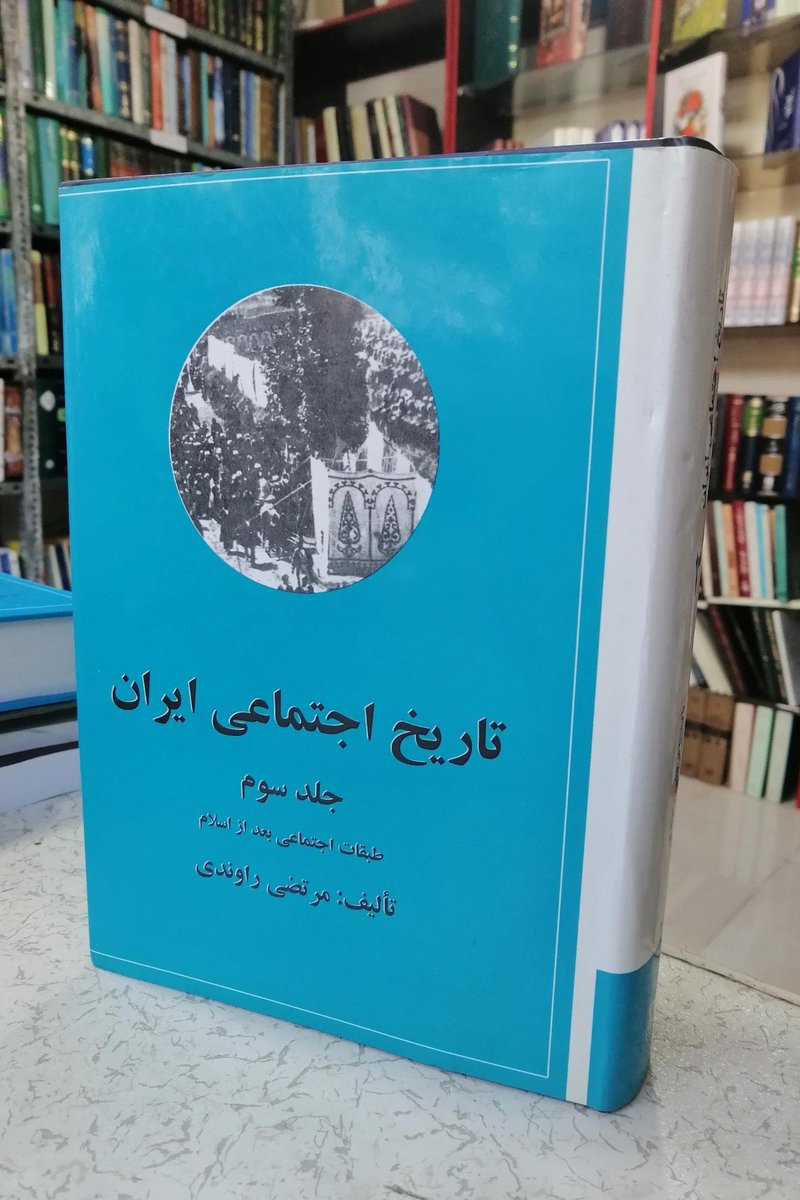 تاریخ اجتماعی ایران
جلد سوم
طبقات اجتماعی بعد از اسلام
تألیف: مرتضی راوندی